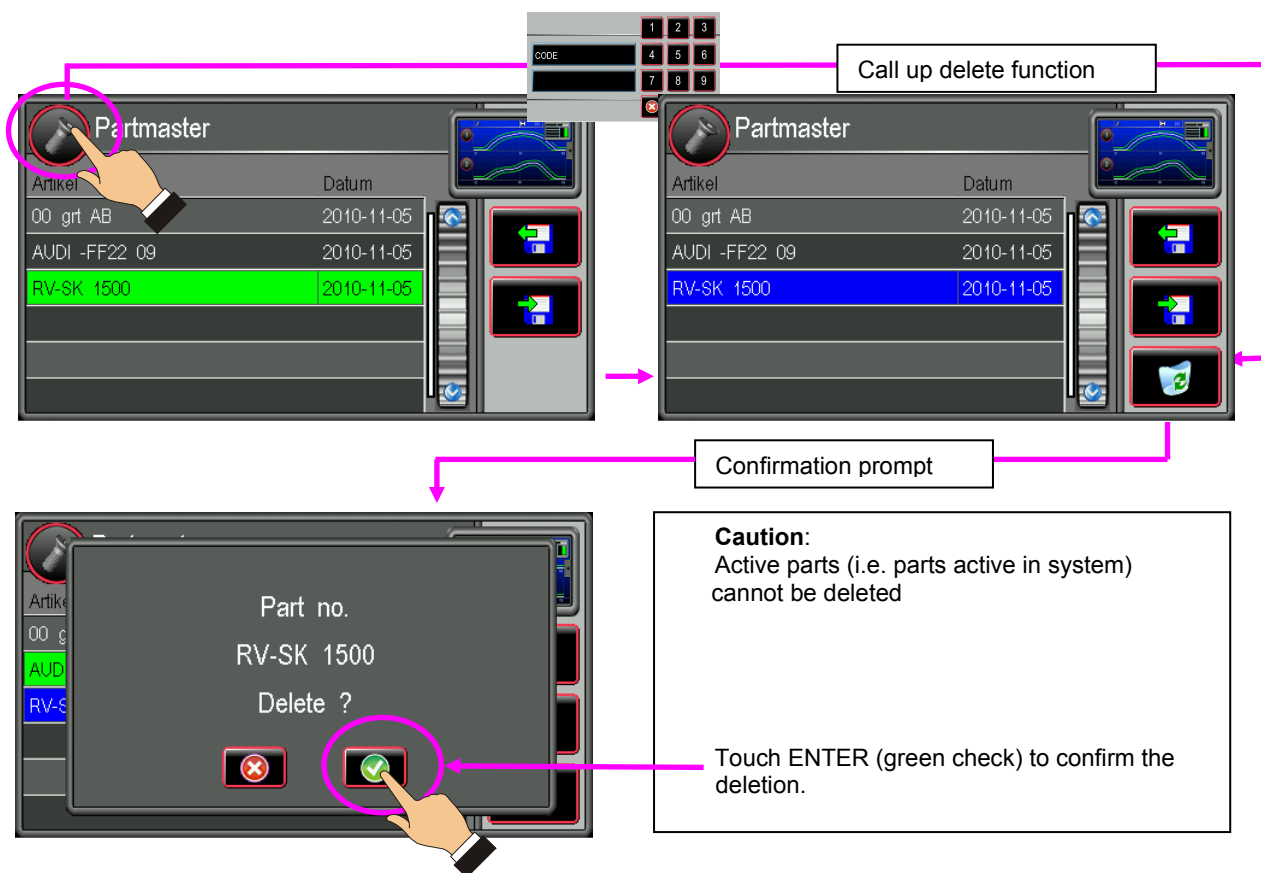 1 2 3
CODE 4 5 6
7 8 9
Call up delete function
Partmaster
Artikel Datum
00 grt AB 2010-11-05
AUDI -FF22 09 2010-11-05
RV-SK 1500 2010-11-05
Partmaster
Artikel Datum
00 grt AB 2010-11-05
AUDI -FF22 09 2010-11-05
RV-SK 1500 2010-11-05
Confirmation prompt
Artike
00 g
AUD
RV-S
Part no.
RV-SK 1500
Delete ?
Caution:
Active parts (i.e. parts active in system)
cannot be deleted
Touch ENTER (green check) to confirm the
deletion.